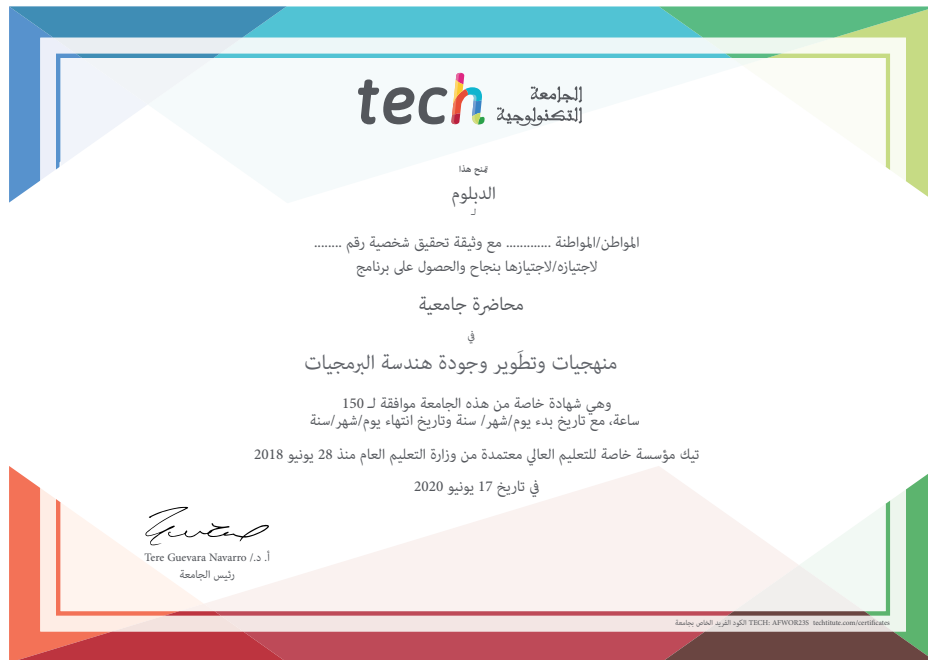 tech الجامعة
التكنولوجية
تمنح هذا
الدبلوم
لـ
المواطن/المواطنة ............. مع وثيقة تحقيق شخصية رقم ........
لاجتيازه/لاجتيازها بنجاح والحصول على برنامج
محاضرة جامعية
في
منهجيات وتطَوير وجودة هندسة البرمجيات
وهي شهادة خاصة من هذه الجامعة موافقة لـ 150
ساعة، مع تاريخ بدء يوم/شهر/ سنة وتاريخ انتهاء يوم/شهر/سنة
تيك مؤسسة خاصة للتعليم العالي معتمدة من وزارة التعليم العام منذ 28 يونيو 2018
في تاريخ 17 يونيو 2020
أ. د./ Tere Guevara Navarro
رئيس الجامعة
الكود الفريد الخاص بجامعة TECH: AFWOR23S techtitute.com/certificates